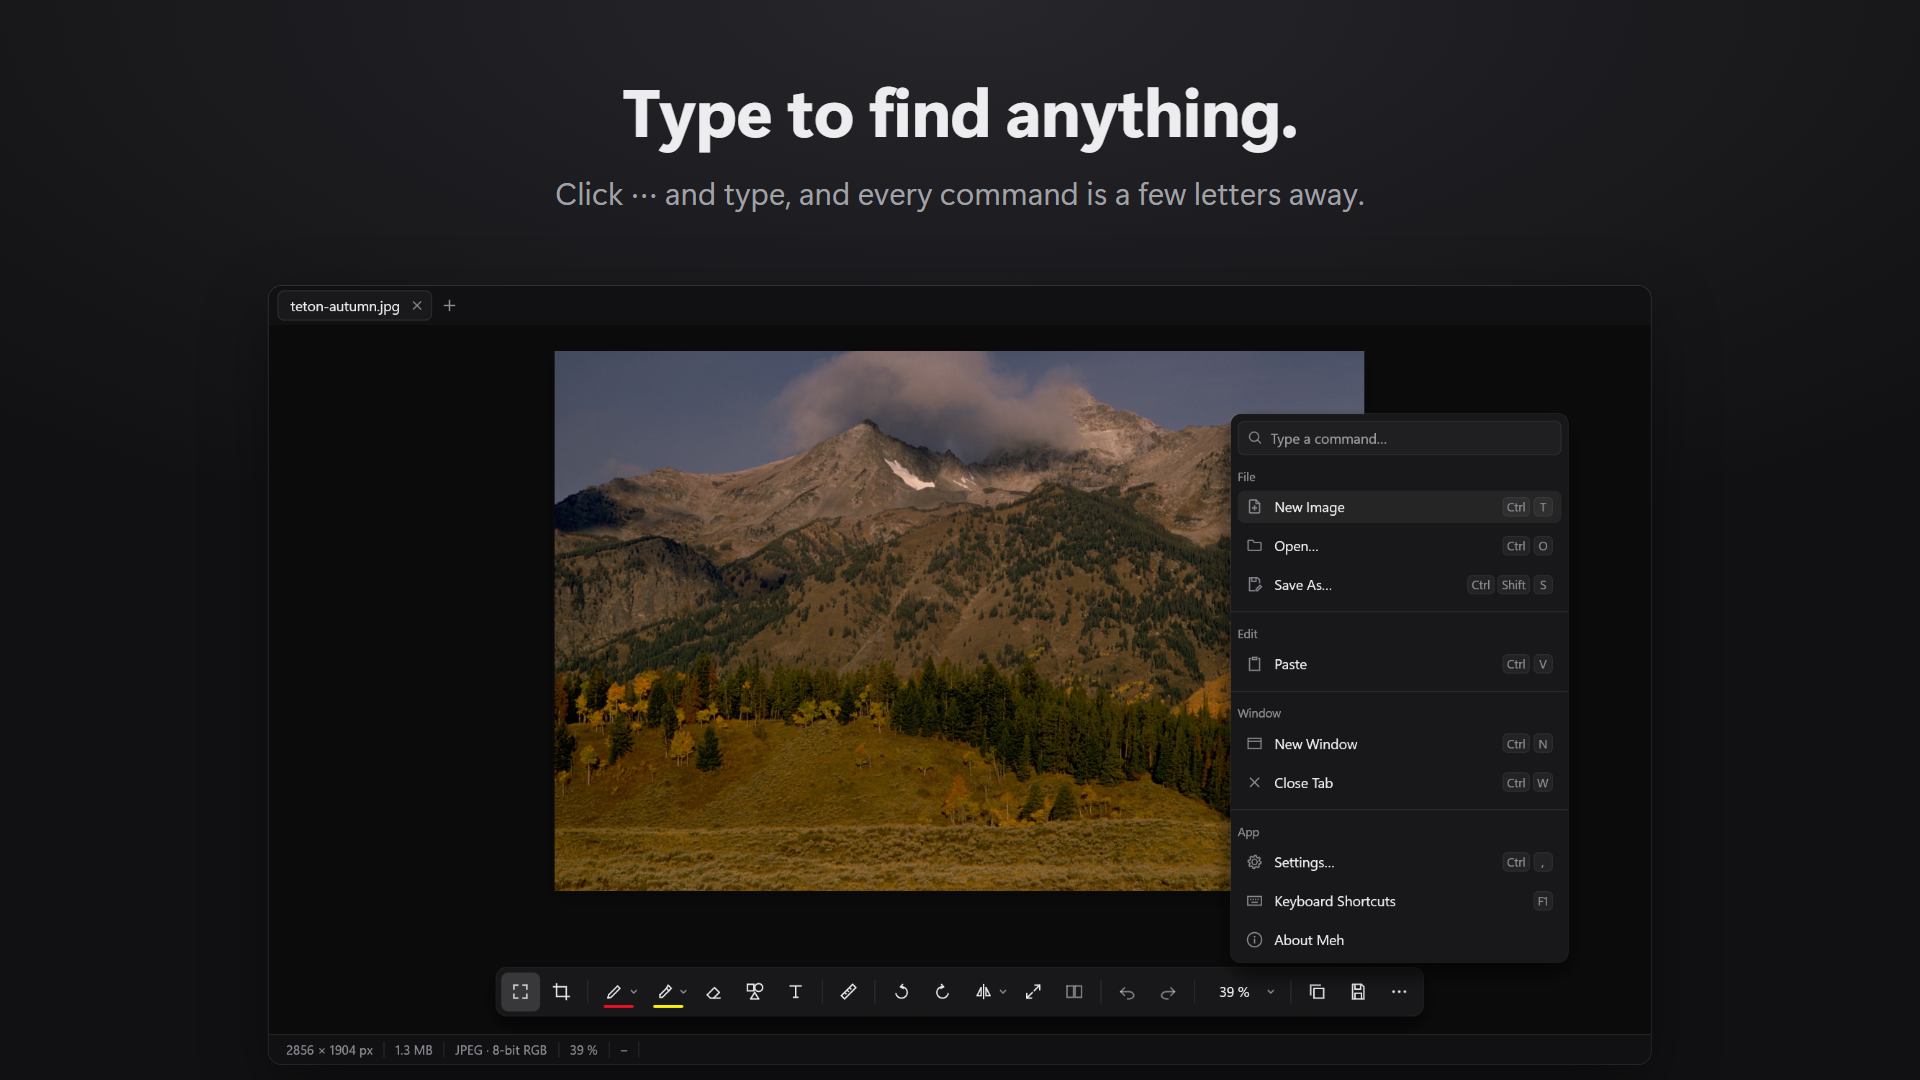 Type to find anything.
Click ··· and type, and every command is a few letters away.
teton-autumn.jpg
Type a command...
File
New Image Ctrl T
Open... Ctrl O
Save As... Ctrl Shift S
Edit
Paste Ctrl V
Window
New Window Ctrl N
Close Tab Ctrl W
App
Settings... Ctrl ,
Keyboard Shortcuts F1
About Meh
39 %
2856 × 1904 px 1.3 MB JPEG · 8-bit RGB 39 % –